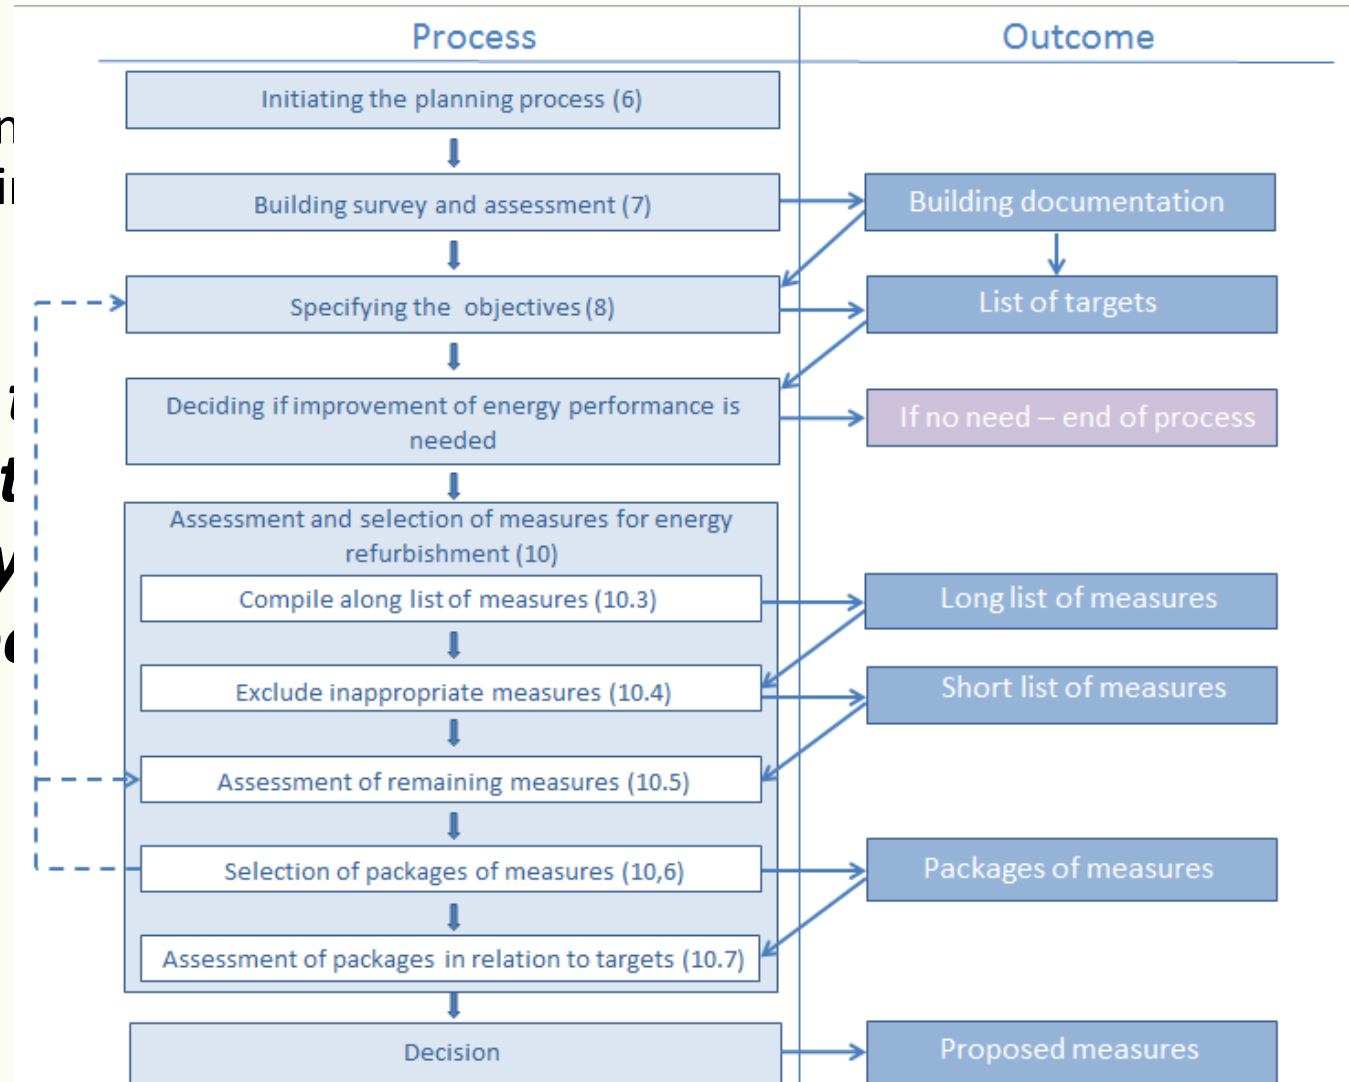 Process
Outcome
Initiating the planning process (6)
Building survey and assessment (7)
Building documentation
Specifying the objectives (8)
List of targets
Deciding if improvement of energy performance is
needed
If no need – end of process
Assessment and selection of measures for energy
refurbishment (10)
Compile along list of measures (10.3)
Long list of measures
Exclude inappropriate measures (10.4)
Short list of measures
Assessment of remaining measures (10.5)
Selection of packages of measures (10,6)
Packages of measures
Assessment of packages in relation to targets (10.7)
Decision
Proposed measures